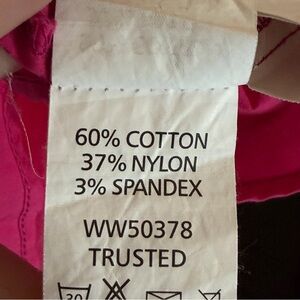 60% COTTON
37% NYLON
3% SPANDEX
WW50378
TRUSTED
30